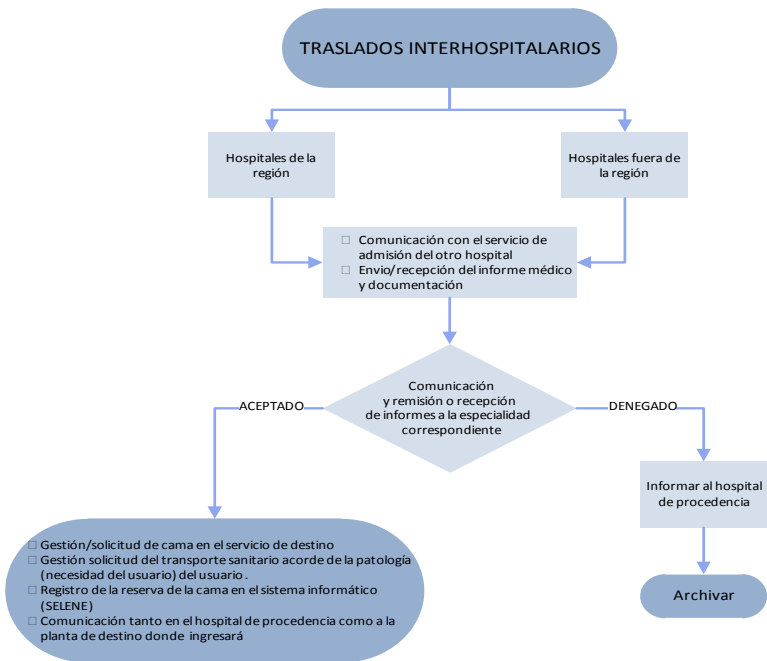 TRASLADOS INTERHOSPITALARIOS
Hospitales de la
región
Hospitales fuera de
la región
□ Comunicación con el servicio de
admisión del otro hospital
□ Envio/recepción del informe médico
y documentación
Comunicación
y remisión o recepción
de informes a la especialidad
correspondiente
ACEPTADO
DENEGADO
Informar al hospital
de procedencia
□ Gestión/solicitud de cama en el servicio de destino
□ Gestión solicitud del transporte sanitario acorde de la patología
(necesidad del usuario) del usuario .
□ Registro de la reserva de la cama en el sistema informático
(SELENE)
□ Comunicación tanto en el hospital de procedencia como a la
planta de destino donde ingresará
Archivar